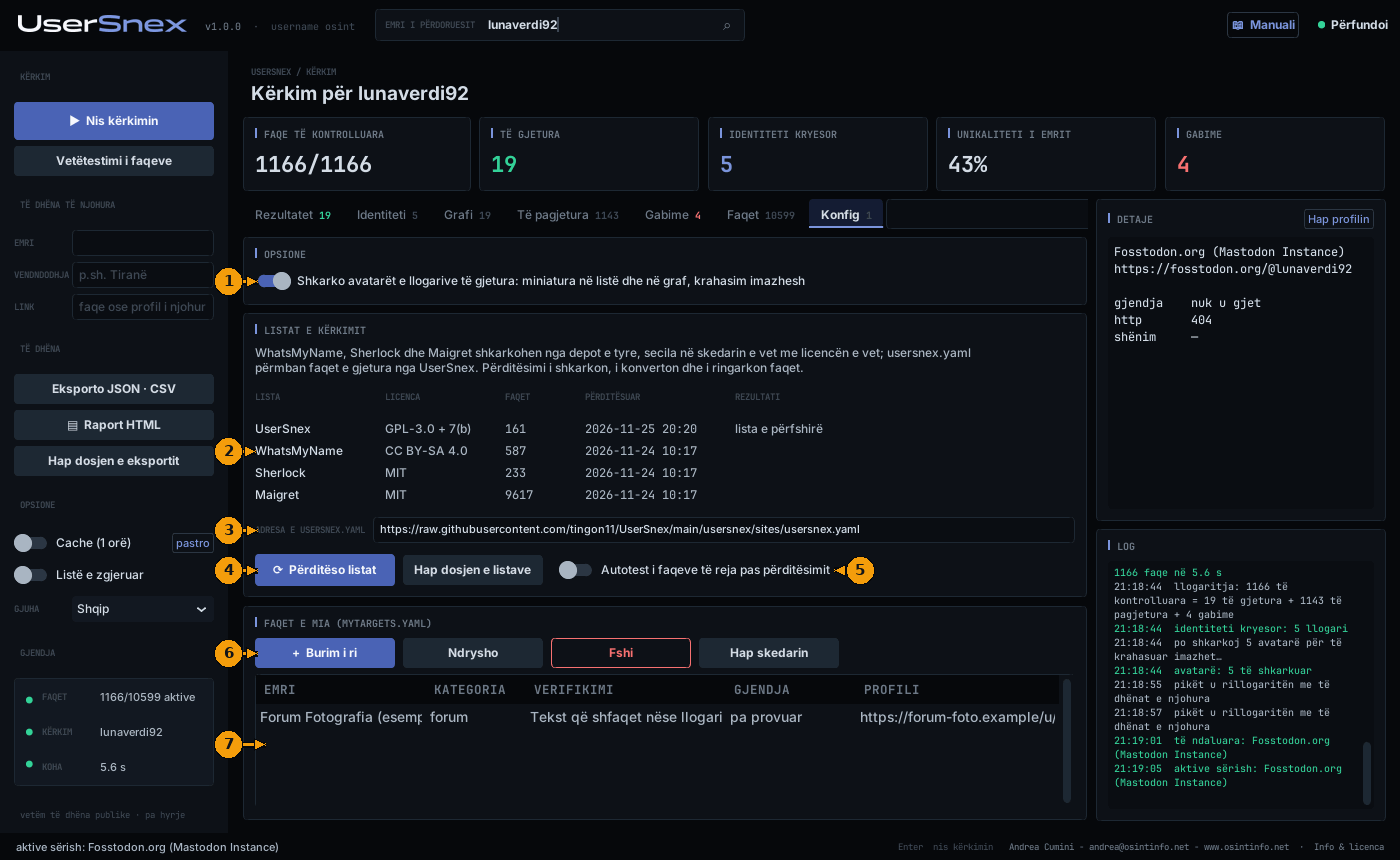 UserSnex v1.0.0 · username osint
EMRI I PËRDORUESIT lunaverdi92
Manuali
Përfundoi
KËRKIM
Nis kërkimin
Vetëtestimi i faqeve
TË DHËNA TË NJOHURA
EMRI
VENDNDODHJA p.sh. Tiranë
LINK faqe ose profil i njohur
TË DHËNA
Eksporto JSON · CSV
Raport HTML
Hap dosjen e eksportit
OPSIONE
Cache (1 orë) pastro
Listë e zgjeruar
GJUHA Shqip
GJENDJA
FAQET 1166/10599 aktive
KËRKIM lunaverdi92
KOHA 5.6 s
vetëm të dhëna publike · pa hyrje
USERSNEX / KËRKIM
Kërkim për lunaverdi92
FAQE TË KONTROLLUARA
1166/1166
TË GJETURA
19
IDENTITETI KRYESOR
5
UNIKALITETI I EMRIT
43%
GABIME
4
Rezultatet 19 Identiteti 5 Grafi 19 Të pagjetura 1143 Gabime 4 Faqet 10599 Konfig 1
OPSIONE
1 Shkarko avatarët e llogarive të gjetura: miniatura në listë dhe në graf, krahasim imazhesh
LISTAT E KËRKIMIT
WhatsMyName, Sherlock dhe Maigret shkarkohen nga depot e tyre, secila në skedarin e vet me licencën e vet; usersnex.yaml
përmban faqet e gjetura nga UserSnex. Përditësimi i shkarkon, i konverton dhe i ringarkon faqet.
LISTA LICENCA FAQET PËRDITËSUAR REZULTATI
UserSnex GPL-3.0 + 7(b) 161 2026-11-25 20:20 lista e përfshirë
2 WhatsMyName CC BY-SA 4.0 587 2026-11-24 10:17
Sherlock MIT 233 2026-11-24 10:17
Maigret MIT 9617 2026-11-24 10:17
3 ADRESA E USERSNEX.YAML https://raw.githubusercontent.com/tingon11/UserSnex/main/usersnex/sites/usersnex.yaml
4 ⟳ Përditëso listat Hap dosjen e listave Autotest i faqeve të reja pas përditësimit 5
FAQET E MIA (MYTARGETS.YAML)
6 + Burim i ri Ndrysho Fshi Hap skedarin
EMRI KATEGORIA VERIFIKIMI GJENDJA PROFILI
Forum Fotografia (esemp forum Tekst që shfaqet nëse llogari pa provuar https://forum-foto.example/u/
7
DETAJE Hap profilin
Fosstodon.org (Mastodon Instance)
https://fosstodon.org/@lunaverdi92
gjendja nuk u gjet
http 404
shënim —
LOG
1166 faqe në 5.6 s
21:18:44 llogaritja: 1166 të
kontrolluara = 19 të gjetura + 1143 të
pagjetura + 4 gabime
21:18:44 identiteti kryesor: 5 llogari
21:18:44 po shkarkoj 5 avatarë për të
krahasuar imazhet…
21:18:44 avatarë: 5 të shkarkuar
21:18:55 pikët u rillogaritën me të
dhënat e njohura
21:18:57 pikët u rillogaritën me të
dhënat e njohura
21:19:01 të ndaluara: Fosstodon.org
(Mastodon Instance)
21:19:05 aktive sërish: Fosstodon.org
(Mastodon Instance)
aktive sërish: Fosstodon.org (Mastodon Instance)
Enter nis kërkimin Andrea Cumini - andrea@osintinfo.net - www.osintinfo.net · Info & licenca